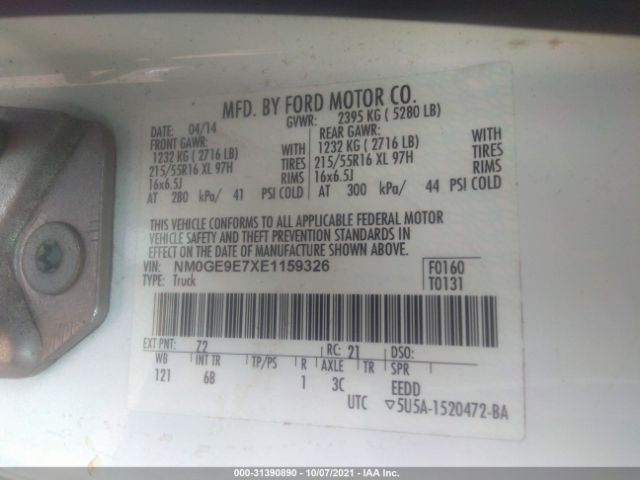 MFD. BY FORD MOTOR CO.
DATE: 04/14 GVWR: 2395 KG ( 5280 LB)
FRONT GAWR: REAR GAWR:
1232 KG ( 2716 LB) WITH 1232 KG ( 2716 LB) WITH
215/55R16 XL 97H TIRES 215/55R16 XL 97H TIRES
16x6.5J RIMS 16x6.5J RIMS
AT 280 kPa/ 41 PSI COLD AT 300 kPa/ 44 PSI COLD
THIS VEHICLE CONFORMS TO ALL APPLICABLE FEDERAL MOTOR
VEHICLE SAFETY AND THEFT PREVENTION STANDARDS IN
EFFECT ON THE DATE OF MANUFACTURE SHOWN ABOVE.
VIN: NM0GE9E7XE1159326 F0160
TYPE: Truck T0131
EXT PNT: Z2 RC: 21 DSO:
WB INT TR TP/PS R AXLE TR SPR
121 6B 1 3C EEDD
UTC ▽5U5A-1520472-BA
000-31390890 - 10/07/2021 - IAA Inc.